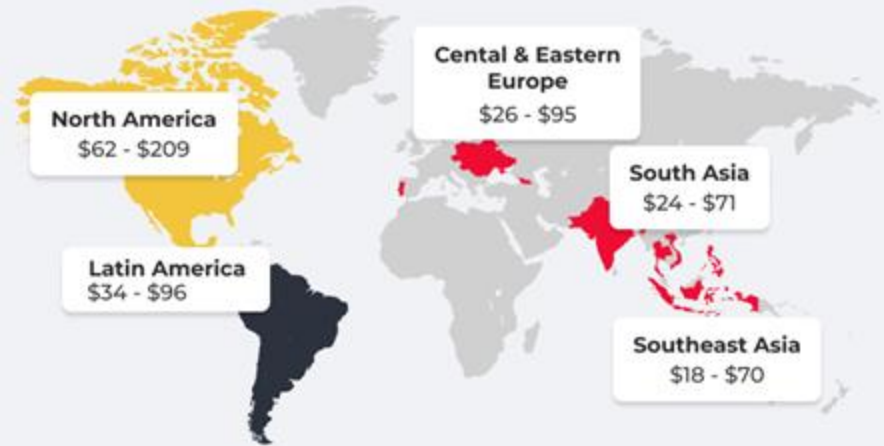 North America
$62 - $209
Cental & Eastern
Europe
$26 - $95
South Asia
$24 - $71
Latin America
$34 - $96
Southeast Asia
$18 - $70